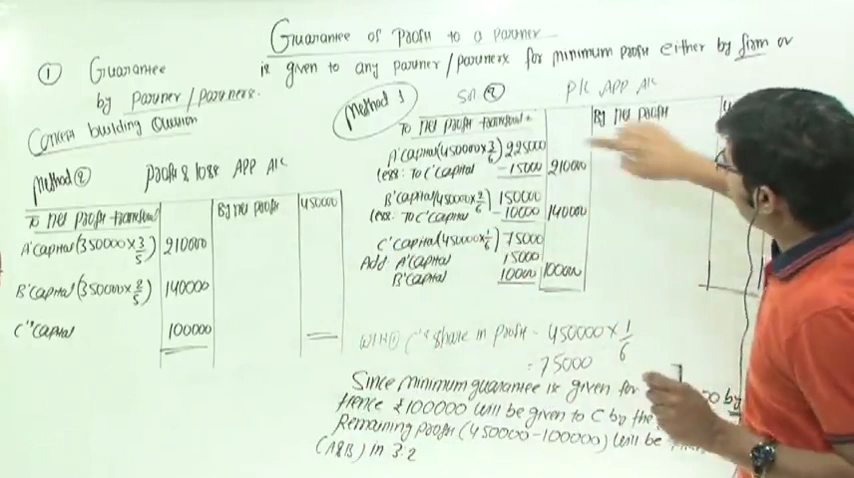 Guarantee of profit to a partner
① Guarantee is given to any partner/partners for minimum profit either by firm or
by partner/partners.
Concept building Question
Method ②
Profit & loss APP A/c
To net profit transferred
By net profit
450000
A'Capital (350000 × 3/5) 210000
B'Capital (350000 × 2/5) 140000
C''Capital 100000
Method 1
Sol ②
P/L APP A/c
To net profit transfer
By net profit
A'Capital (450000 × 3/6) 225000
Less: To C'Capital - 15000 210000
B'Capital (450000 × 2/6) 150000
Less: To C'Capital - 10000 140000
C'Capital (450000 × 1/6) 75000
Add A'Capital 15000
B'Capital 10000 100000
W/N ① C's share in profit - 450000 × 1/6
= 75000
Since minimum guarantee is given for
Hence ₹100000 will be given to C by the
Remaining profit (450000-100000) will be
(A&B) in 3:2